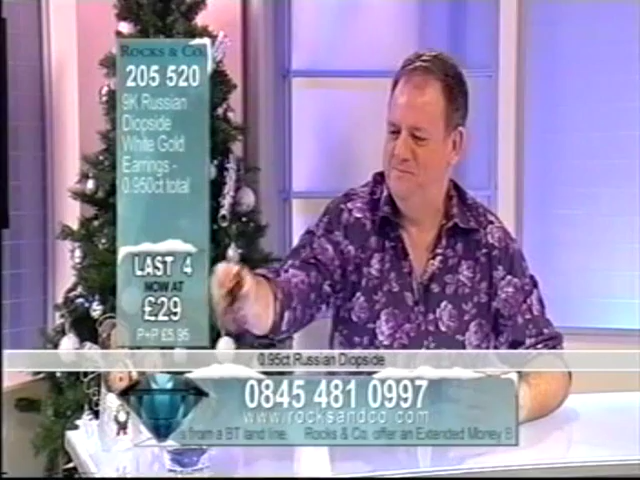 ROCKS & CO
205 520
9K Russian
Diopside
White Gold
Earrings -
0.950ct total
LAST 4
NOW AT
£29
P+P £5.95
0.95ct Russian Diopside
0845 481 0997
www.rocksandco.com
s from a BT land line. Rocks & Co. offer an Extended Money B